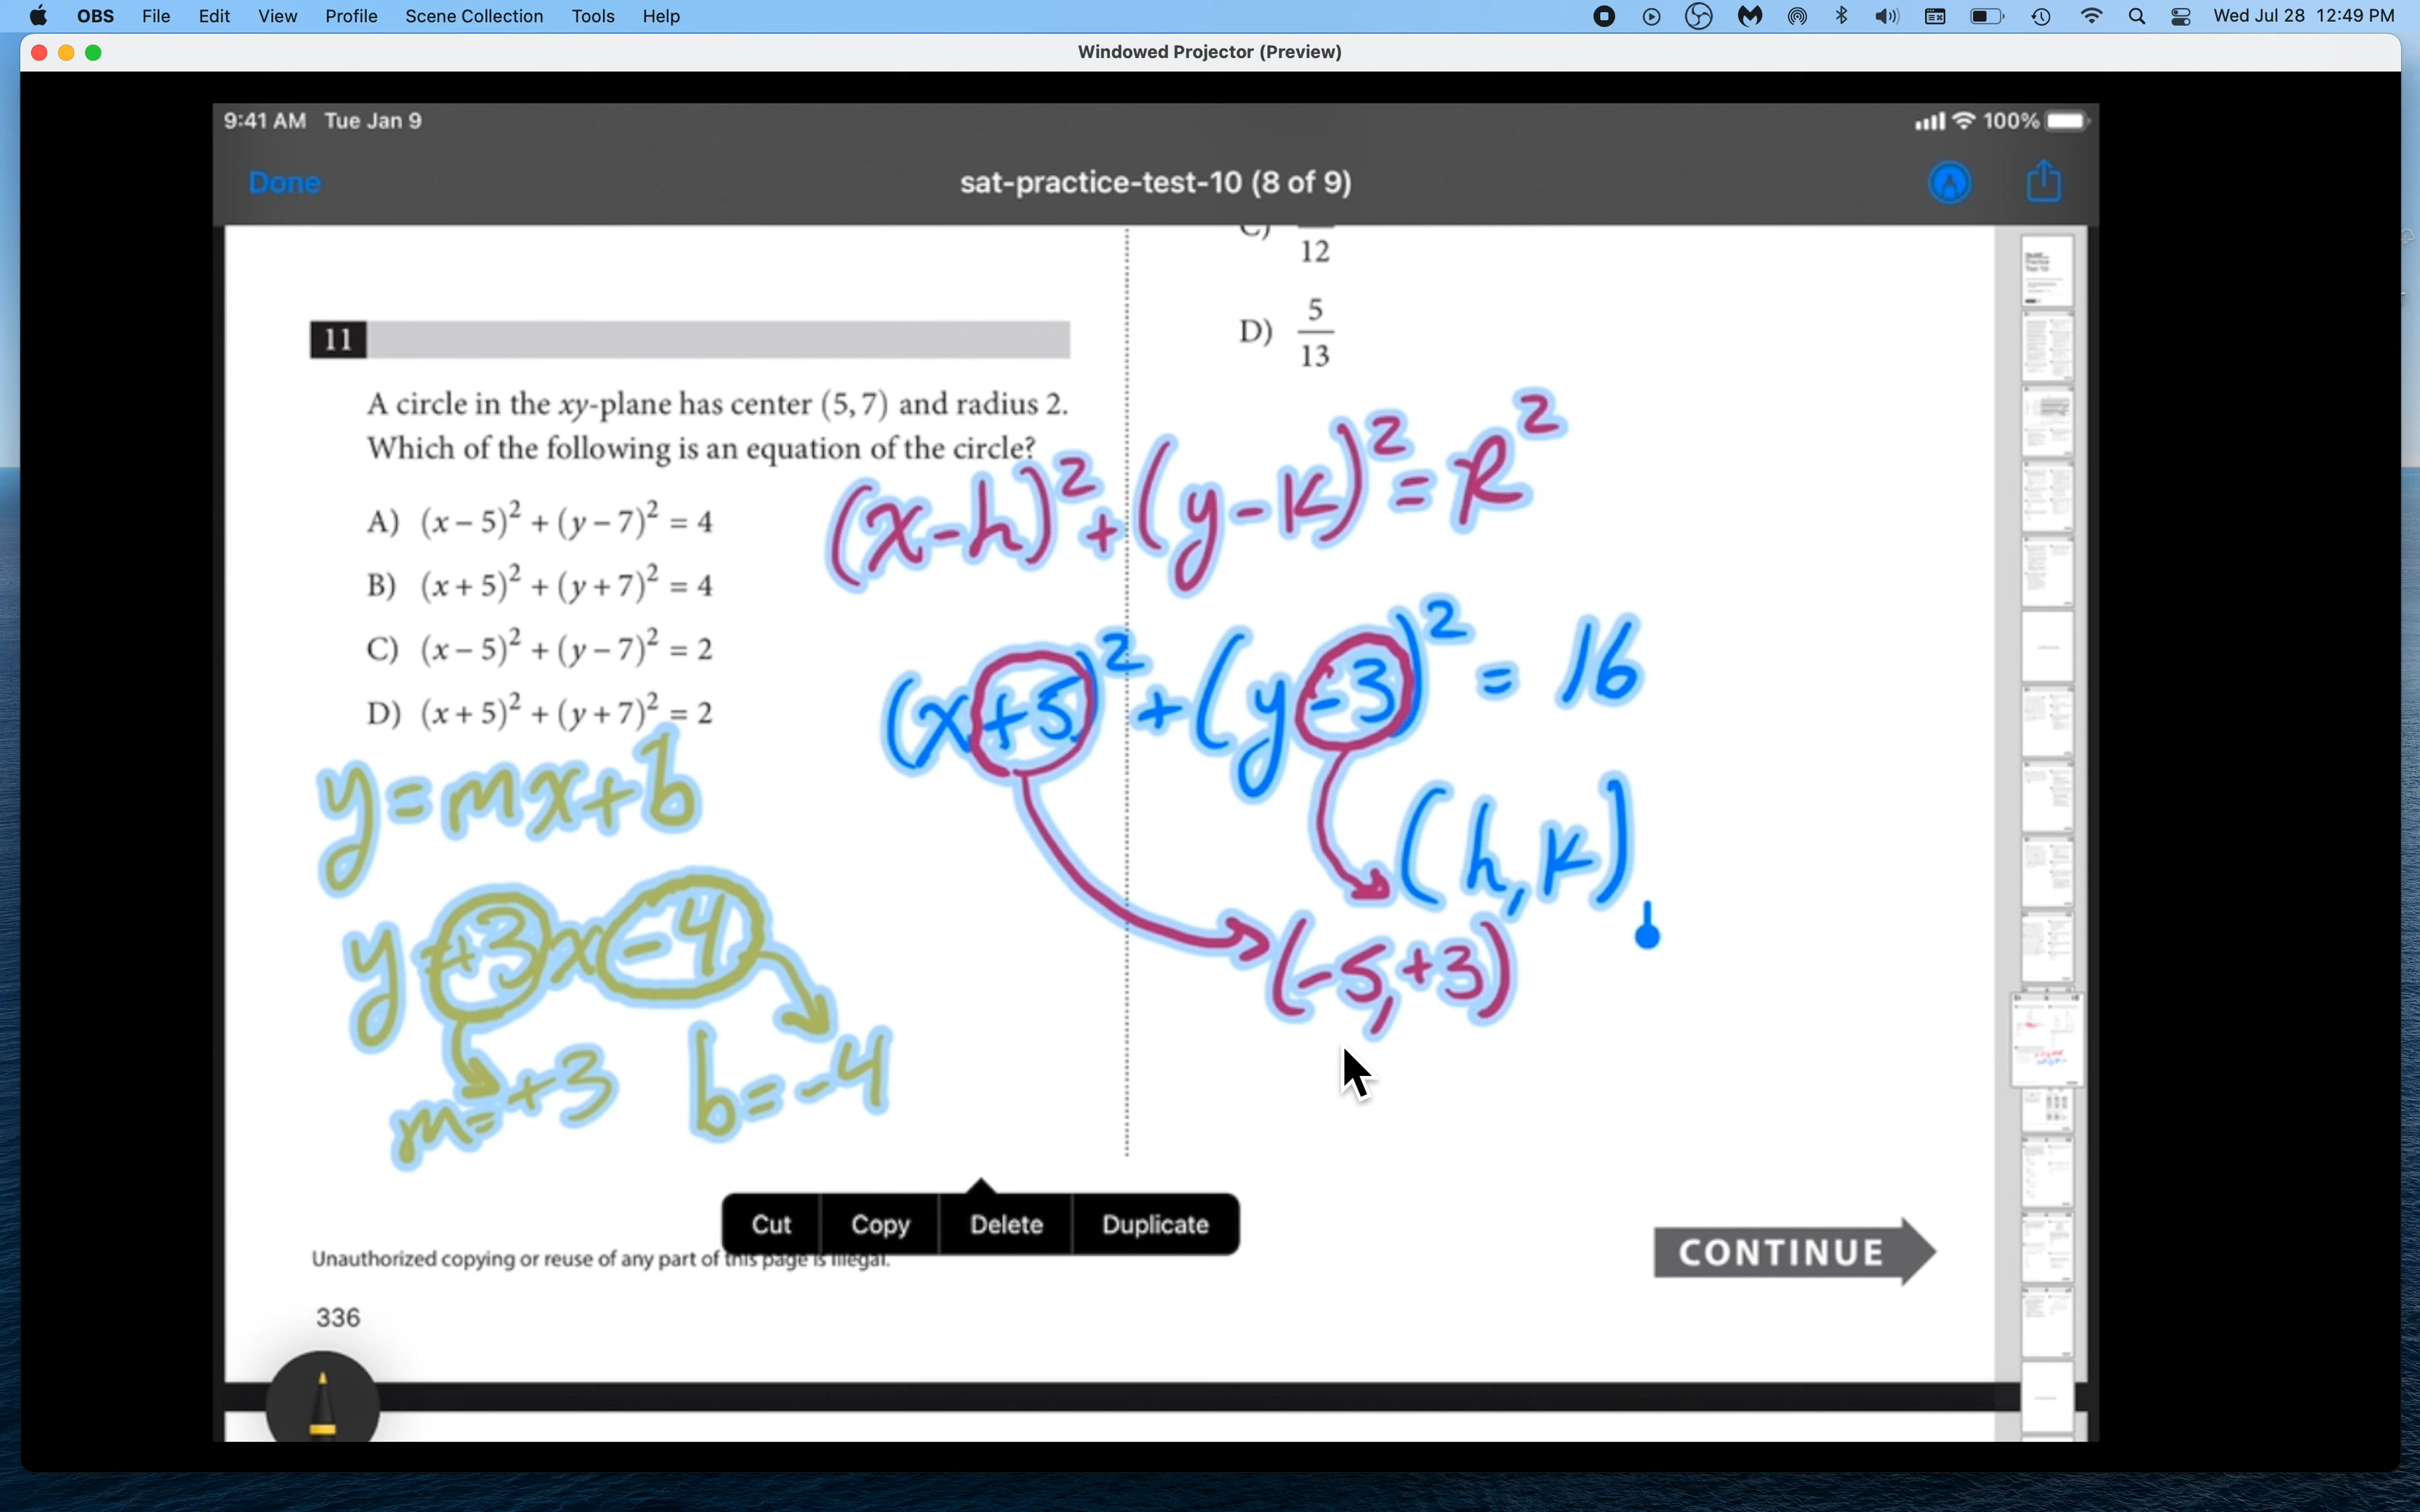 OBS File Edit View Profile Scene Collection Tools Help Wed Jul 28 12:49 PM
Windowed Projector (Preview)
9:41 AM Tue Jan 9 100%
Done sat-practice-test-10 (8 of 9)
C) 12
D) 5/13
11
A circle in the xy-plane has center (5,7) and radius 2.
Which of the following is an equation of the circle?
A) (x − 5)² + (y − 7)² = 4
B) (x + 5)² + (y + 7)² = 4
C) (x − 5)² + (y − 7)² = 2
D) (x + 5)² + (y + 7)² = 2
(x-h)²+(y-k)²=R²
(x+5)²+(y-3)² = 16
(h,k)
(-5,+3)
y=mx+b
y=+3x-4
m=+3 b=-4
Cut Copy Delete Duplicate
Unauthorized copying or reuse of any part of this page is illegal.
CONTINUE
336